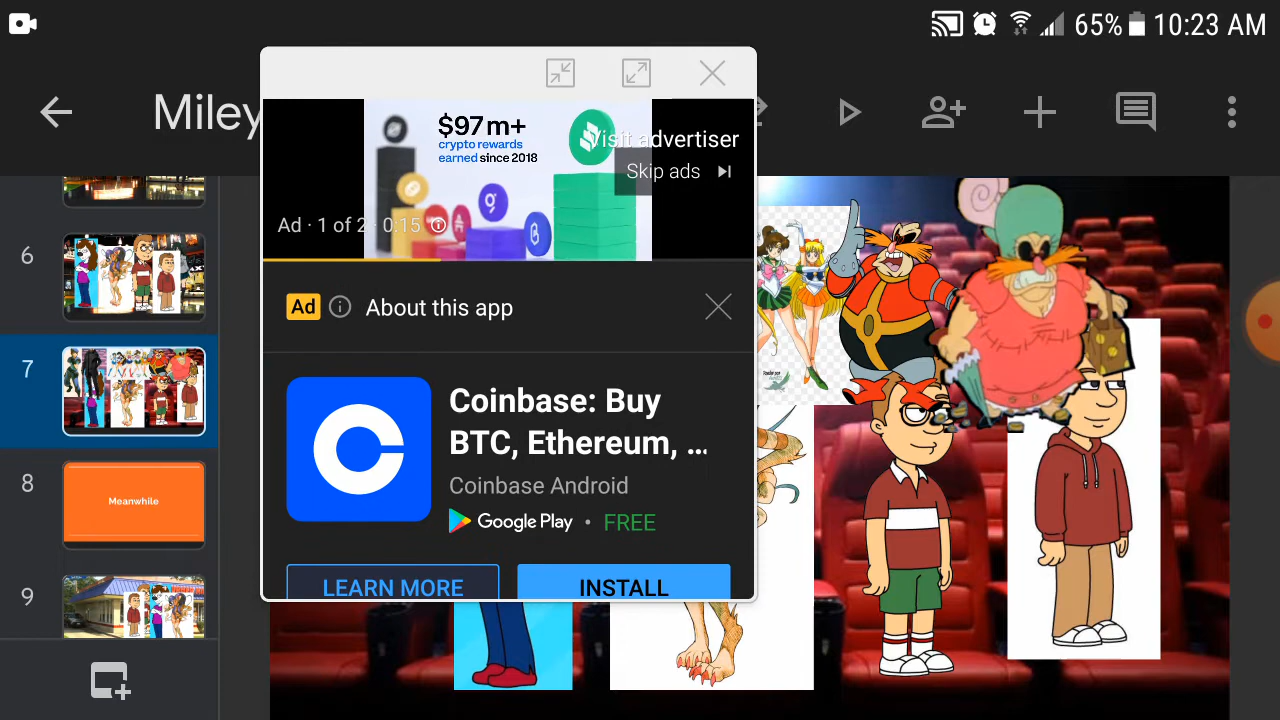 65% 10:23 AM
Miley
$97m+
crypto rewards
earned since 2018
Visit advertiser
Skip ads
Ad · 1 of 2 · 0:15
Ad About this app
Coinbase: Buy
BTC, Ethereum, ...
Coinbase Android
Google Play • FREE
LEARN MORE
INSTALL
6
7
8
Meanwhile
9